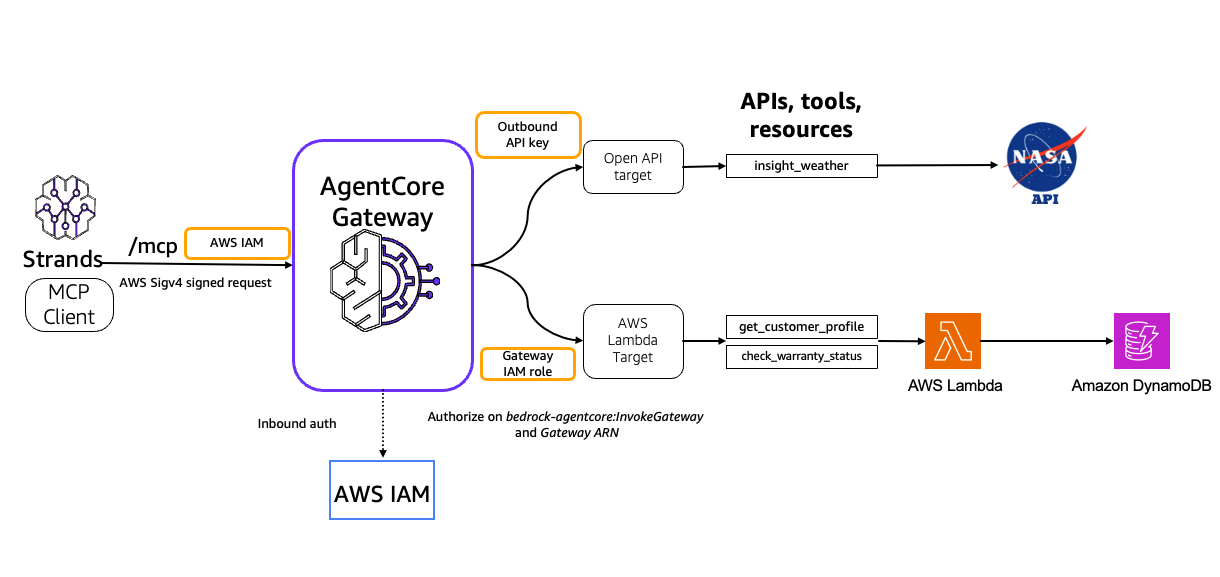 Strands
MCP
Client
/mcp
AWS IAM
AWS Sigv4 signed request
AgentCore
Gateway
Inbound auth
AWS IAM
Authorize on bedrock-agentcore:InvokeGateway
and Gateway ARN
Outbound
API key
Open API
target
Gateway
IAM role
AWS
Lambda
Target
APIs, tools,
resources
insight_weather
get_customer_profile
check_warranty_status
NASA
API
AWS Lambda
Amazon DynamoDB